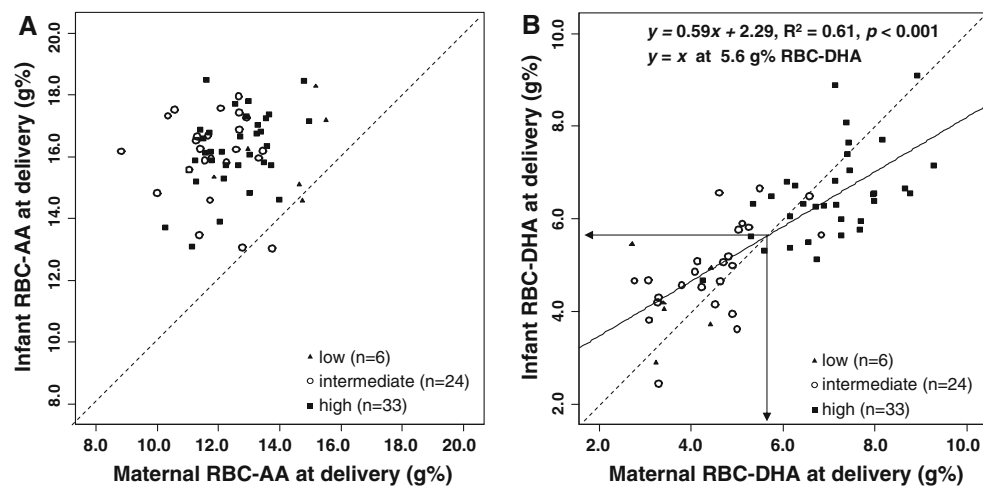 A
Infant RBC-AA at delivery (g%)
20.0
18.0
16.0
14.0
12.0
10.0
8.0
low (n=6)
intermediate (n=24)
high (n=33)
8.0 10.0 12.0 14.0 16.0 18.0 20.0
Maternal RBC-AA at delivery (g%)
B
Infant RBC-DHA at delivery (g%)
y = 0.59x + 2.29, R² = 0.61, p < 0.001
y = x at 5.6 g% RBC-DHA
10.0
8.0
6.0
4.0
2.0
low (n=6)
intermediate (n=24)
high (n=33)
2.0 4.0 6.0 8.0 10.0
Maternal RBC-DHA at delivery (g%)